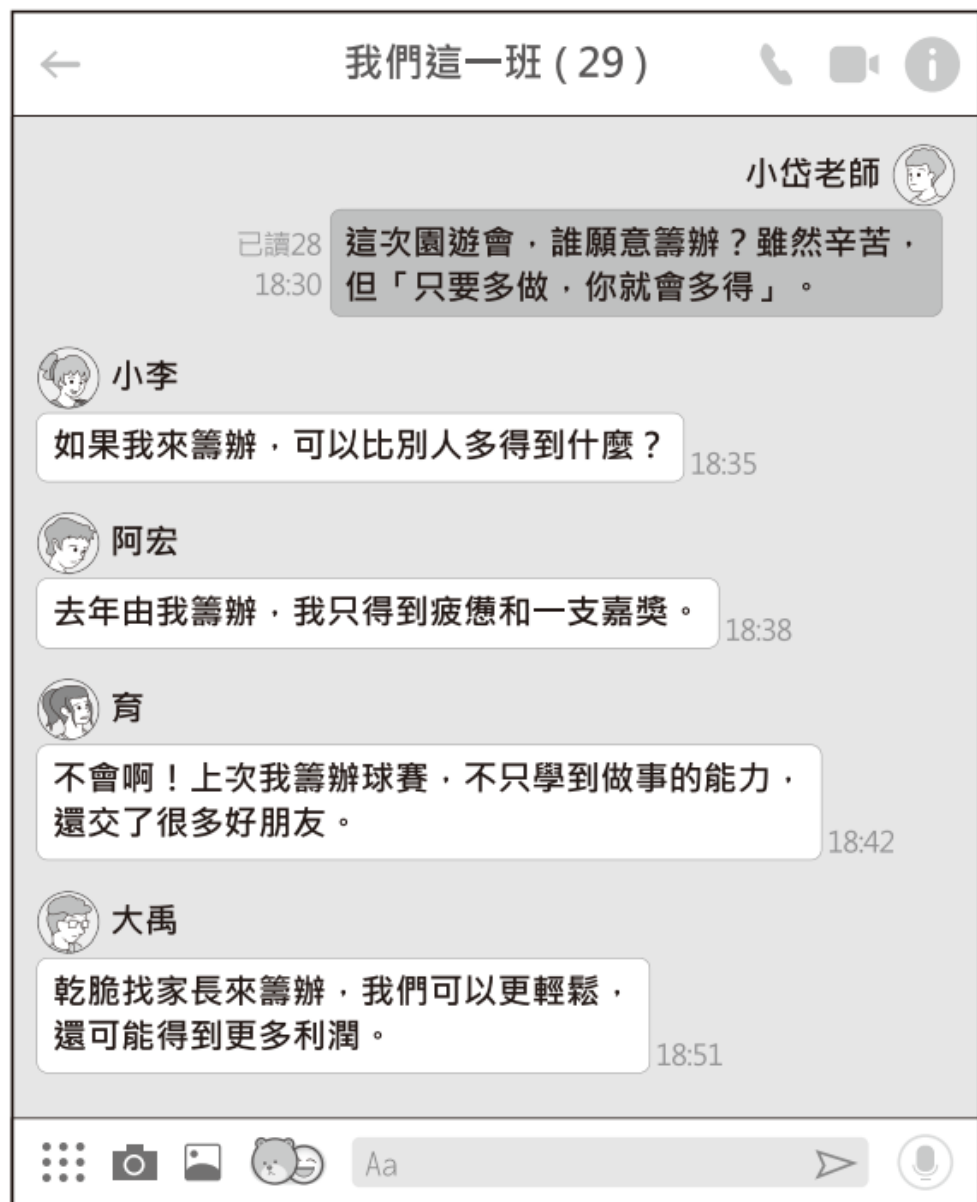 我們這一班 ( 29 )
小岱老師
已讀28
18:30
這次園遊會，誰願意籌辦？雖然辛苦，
但「只要多做，你就會多得」。
小李
如果我來籌辦，可以比別人多得到什麼？
18:35
阿宏
去年由我籌辦，我只得到疲憊和一支嘉獎。
18:38
育
不會啊！上次我籌辦球賽，不只學到做事的能力，
還交了很多好朋友。
18:42
大禹
乾脆找家長來籌辦，我們可以更輕鬆，
還可能得到更多利潤。
18:51
Aa